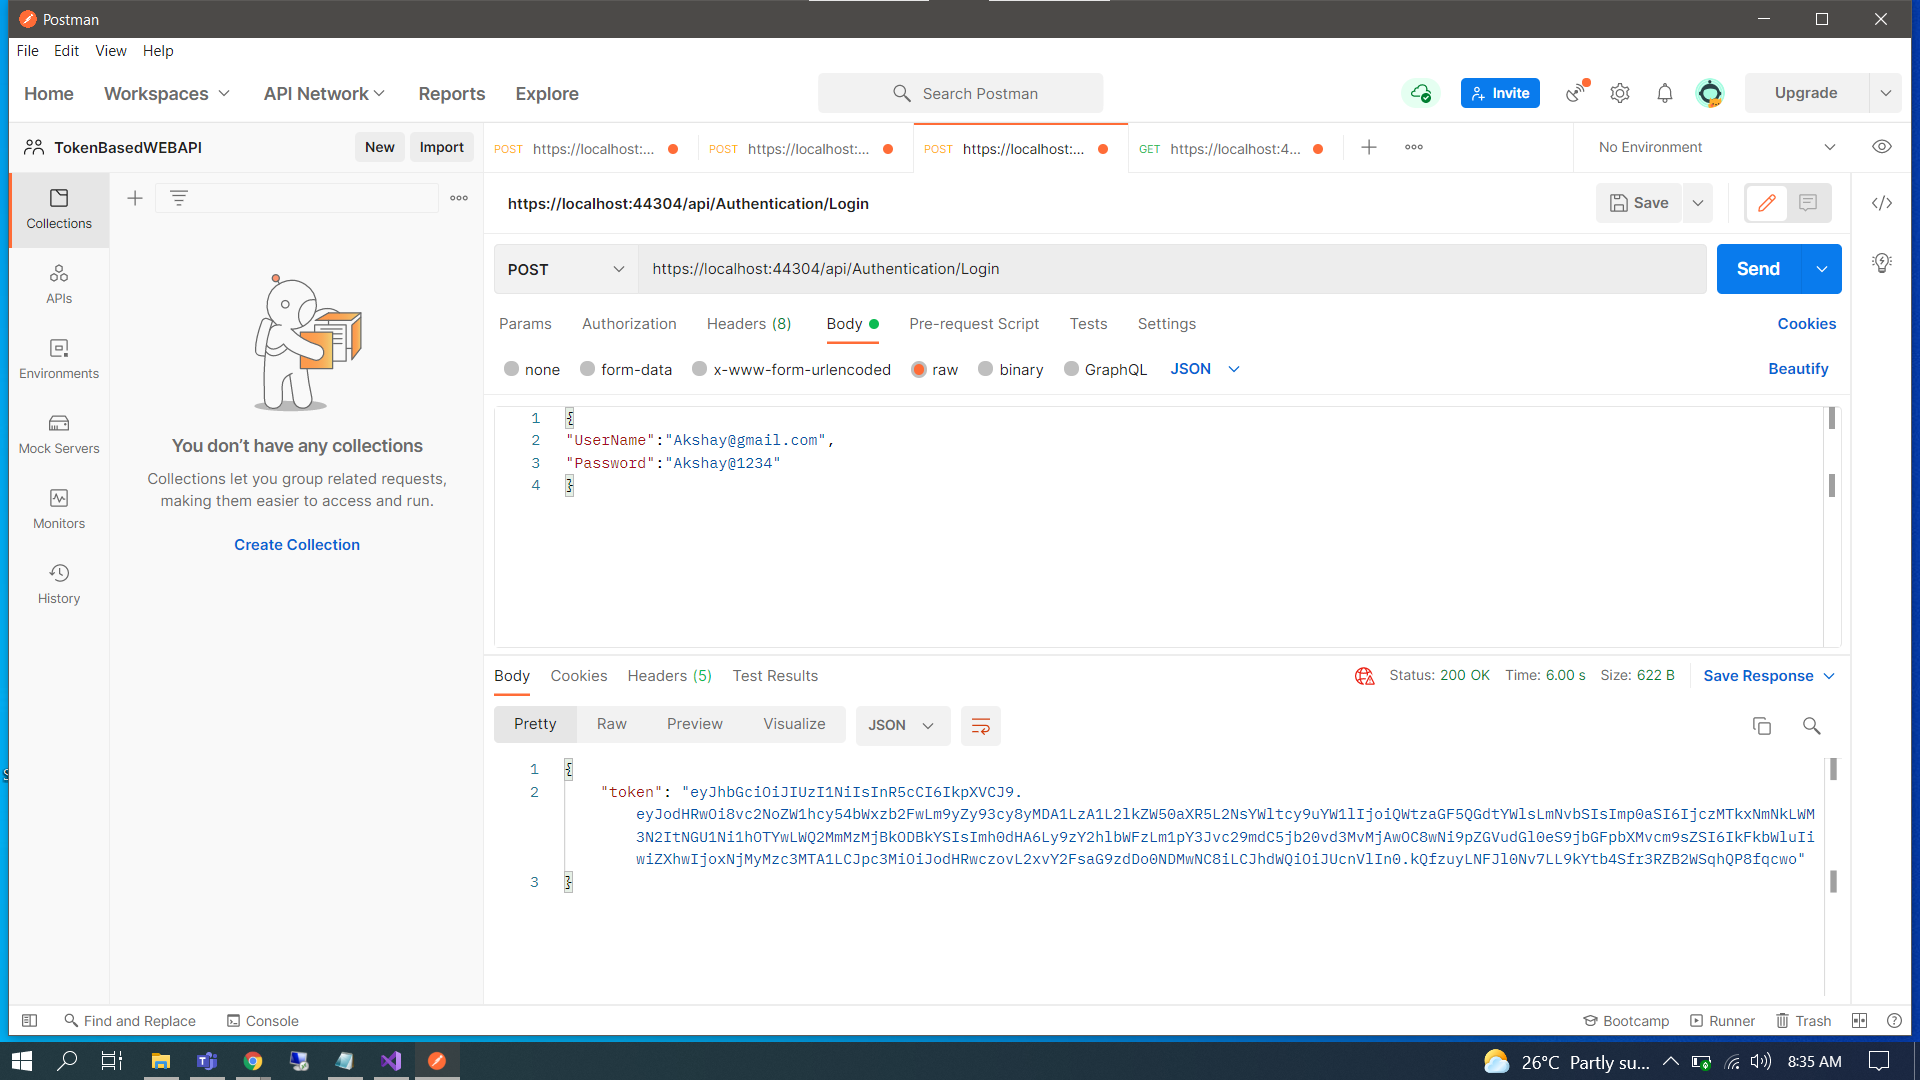 Postman
File Edit View Help
Home Workspaces API Network Reports Explore
Search Postman
Invite
Upgrade
TokenBasedWEBAPI
New Import
POST https://localhost:...
POST https://localhost:...
POST https://localhost:...
GET https://localhost:4...
No Environment
Collections
APIs
Environments
Mock Servers
Monitors
History
You don’t have any collections
Collections let you group related requests,
making them easier to access and run.
Create Collection
https://localhost:44304/api/Authentication/Login
Save
POST https://localhost:44304/api/Authentication/Login
Send
Params Authorization Headers (8) Body Pre-request Script Tests Settings
Cookies
none form-data x-www-form-urlencoded raw binary GraphQL JSON
Beautify
1 {
2 "UserName":"Akshay@gmail.com",
3 "Password":"Akshay@1234"
4 }
Body Cookies Headers (5) Test Results
Status: 200 OK Time: 6.00 s Size: 622 B
Save Response
Pretty Raw Preview Visualize JSON
1 {
2 "token": "eyJhbGciOiJIUzI1NiIsInR5cCI6IkpXVCJ9.
eyJodHRwOi8vc2NoZW1hcy54bWxzb2FwLm9yZy93cy8yMDA1LzA1L2lkZW50aXR5L2NsYWltcy9uYW1lIjoiQWtzaGF5QGdtYWlsLmNvbSIsImp0aSI6IjczMTkxNmNkLWM
3N2ItNGU1Ni1hOTYwLWQ2MmMzMjBkODBkYSIsImh0dHA6Ly9zY2hlbWFzLm1pY3Jvc29mdC5jb20vd3MvMjAwOC8wNi9pZGVudGl0eS9jbGFpbXMvcm9sZSI6IkFkbWluIi
wiZXhwIjoxNjMyMzc3MTA1LCJpc3MiOiJodHRwczovL2xvY2FsaG9zdDo0NDMwNC8iLCJhdWQiOiJUcnVlIn0.kQfzuyLNFJl0Nv7LL9kYtb4Sfr3RZB2WSqhQP8fqcwo"
3 }
Find and Replace Console
Bootcamp Runner Trash
26°C Partly su...
8:35 AM